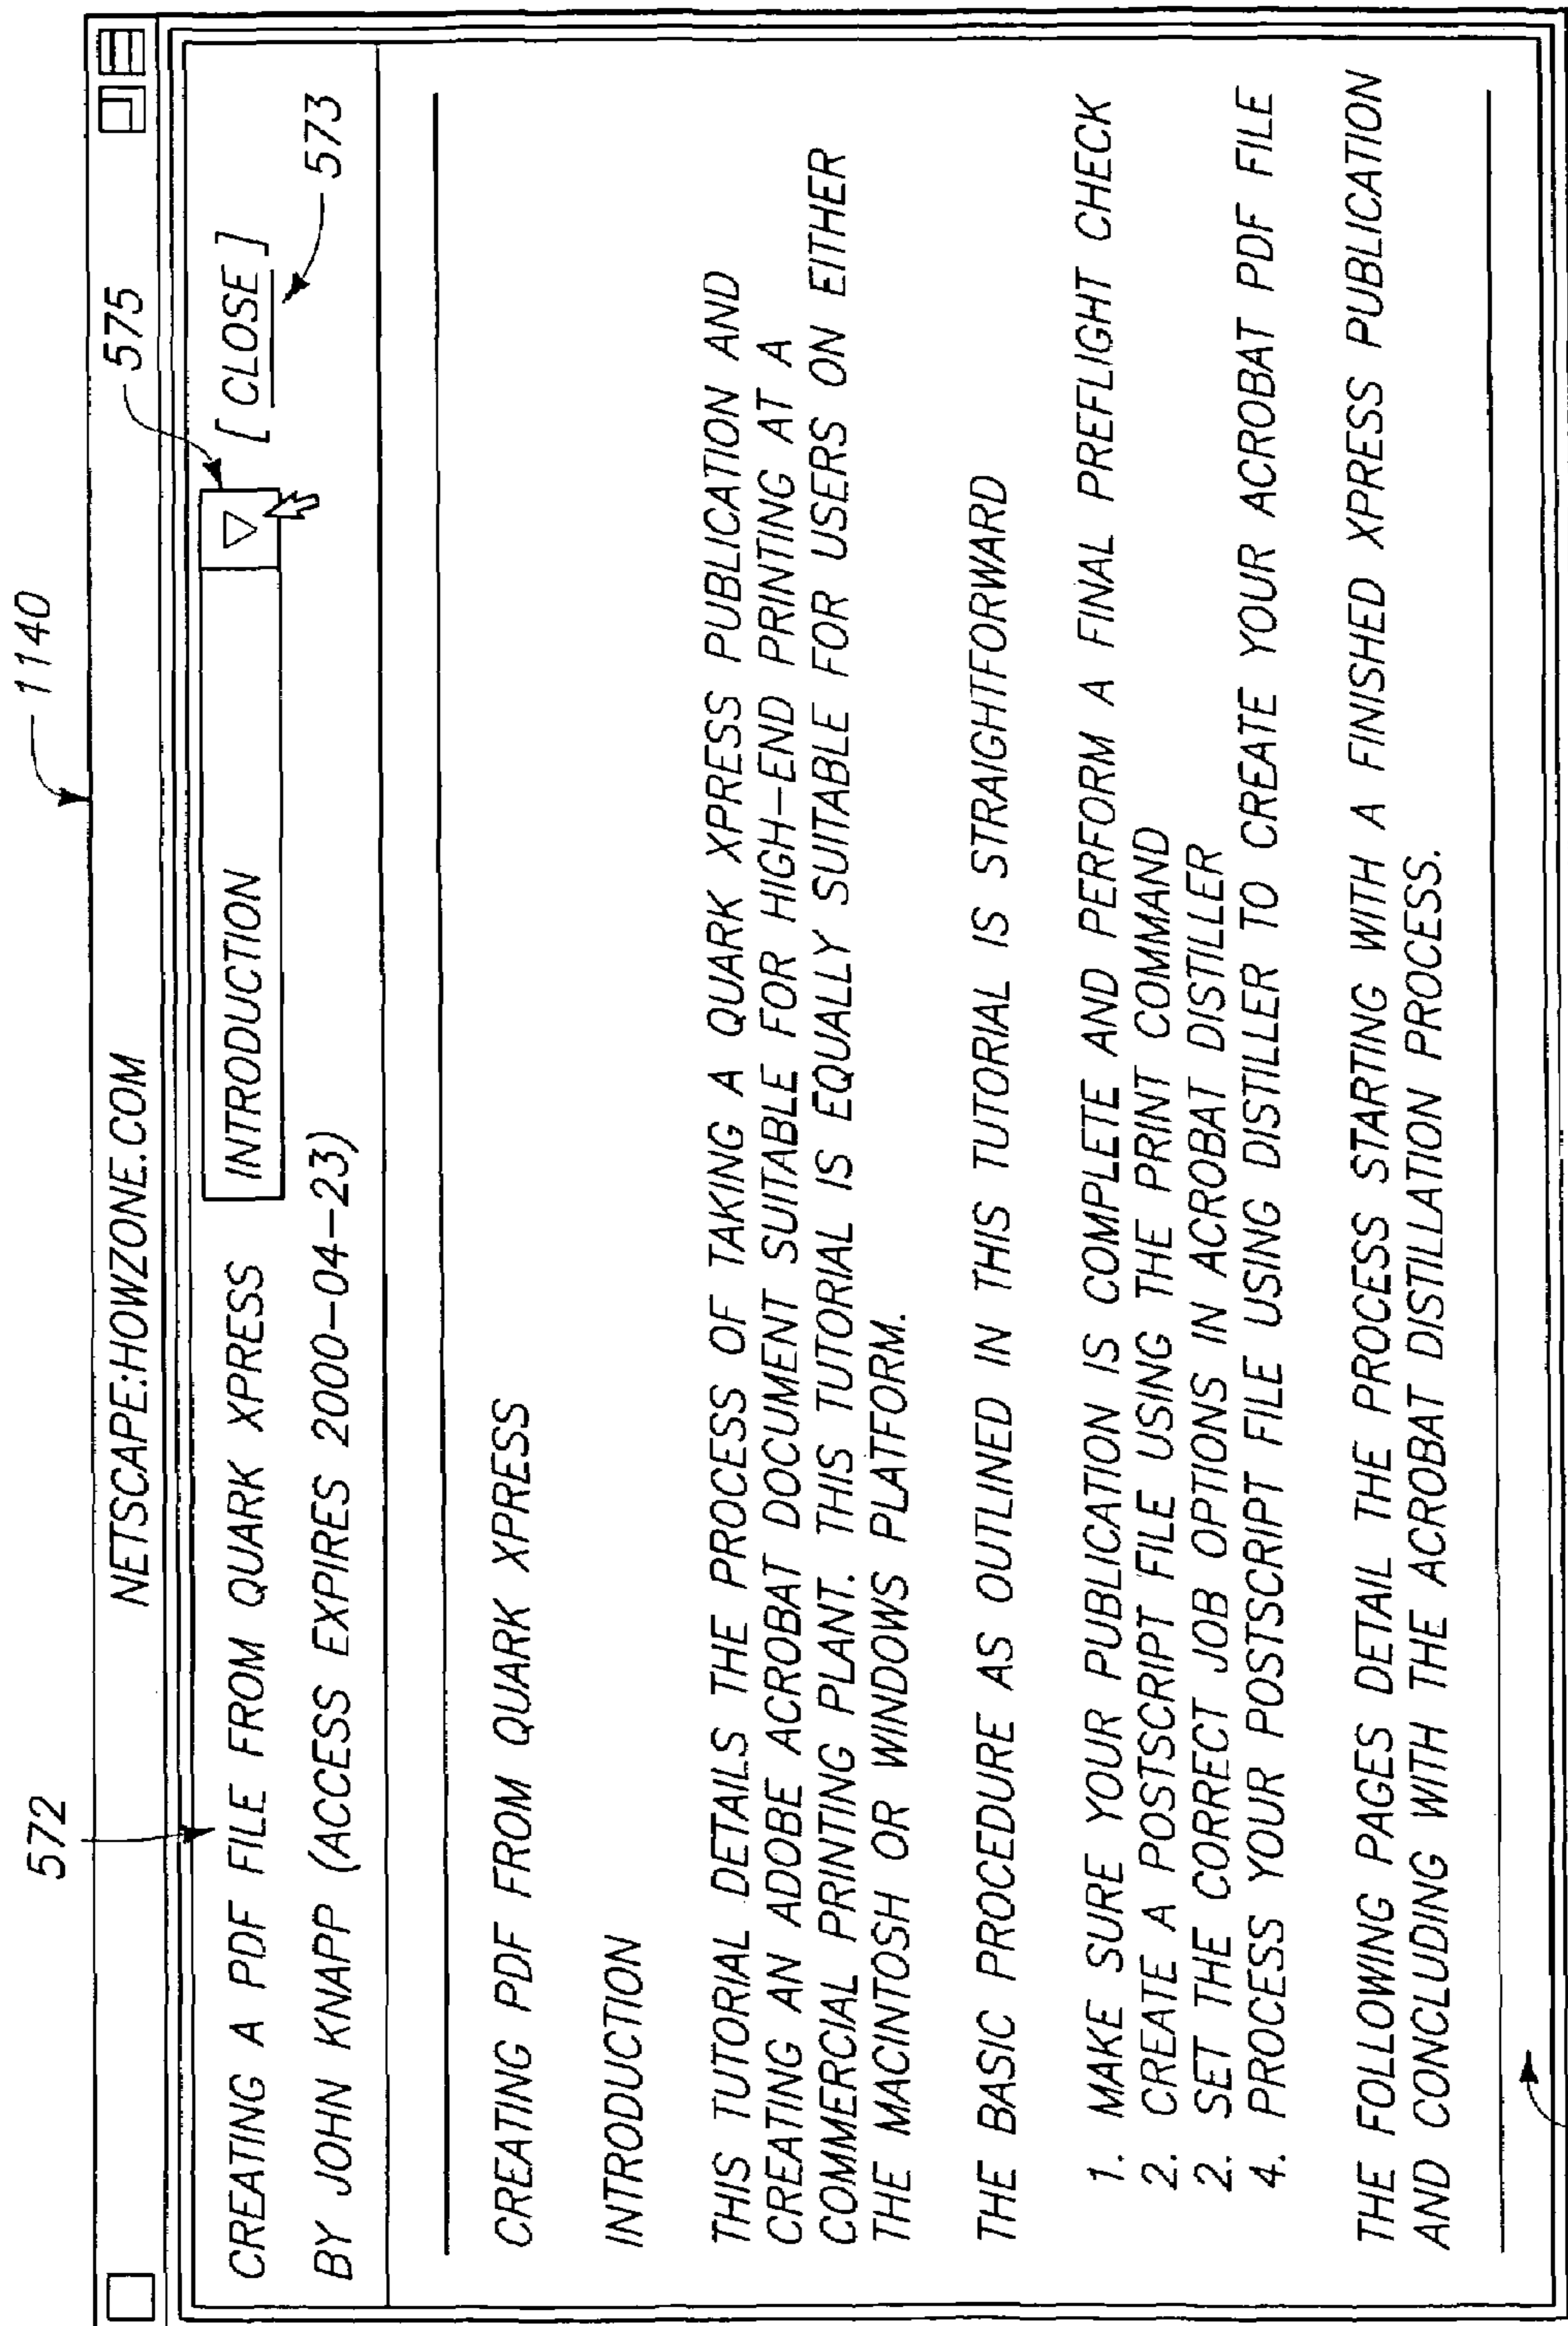 572
1140
NETSCAPE:HOWZONE.COM
575
CREATING A PDF FILE FROM QUARK XPRESS
INTRODUCTION
[ CLOSE ]
BY JOHN KNAPP (ACCESS EXPIRES 2000-04-23)
573
CREATING PDF FROM QUARK XPRESS
INTRODUCTION
THIS TUTORIAL DETAILS THE PROCESS OF TAKING A QUARK XPRESS PUBLICATION AND
CREATING AN ADOBE ACROBAT DOCUMENT SUITABLE FOR HIGH-END PRINTING AT A
COMMERCIAL PRINTING PLANT. THIS TUTORIAL IS EQUALLY SUITABLE FOR USERS ON EITHER
THE MACINTOSH OR WINDOWS PLATFORM.
THE BASIC PROCEDURE AS OUTLINED IN THIS TUTORIAL IS STRAIGHTFORWARD
1. MAKE SURE YOUR PUBLICATION IS COMPLETE AND PERFORM A FINAL PREFLIGHT CHECK
2. CREATE A POSTSCRIPT FILE USING THE PRINT COMMAND
2. SET THE CORRECT JOB OPTIONS IN ACROBAT DISTILLER
4. PROCESS YOUR POSTSCRIPT FILE USING DISTILLER TO CREATE YOUR ACROBAT PDF FILE
THE FOLLOWING PAGES DETAIL THE PROCESS STARTING WITH A FINISHED XPRESS PUBLICATION
AND CONCLUDING WITH THE ACROBAT DISTILLATION PROCESS.